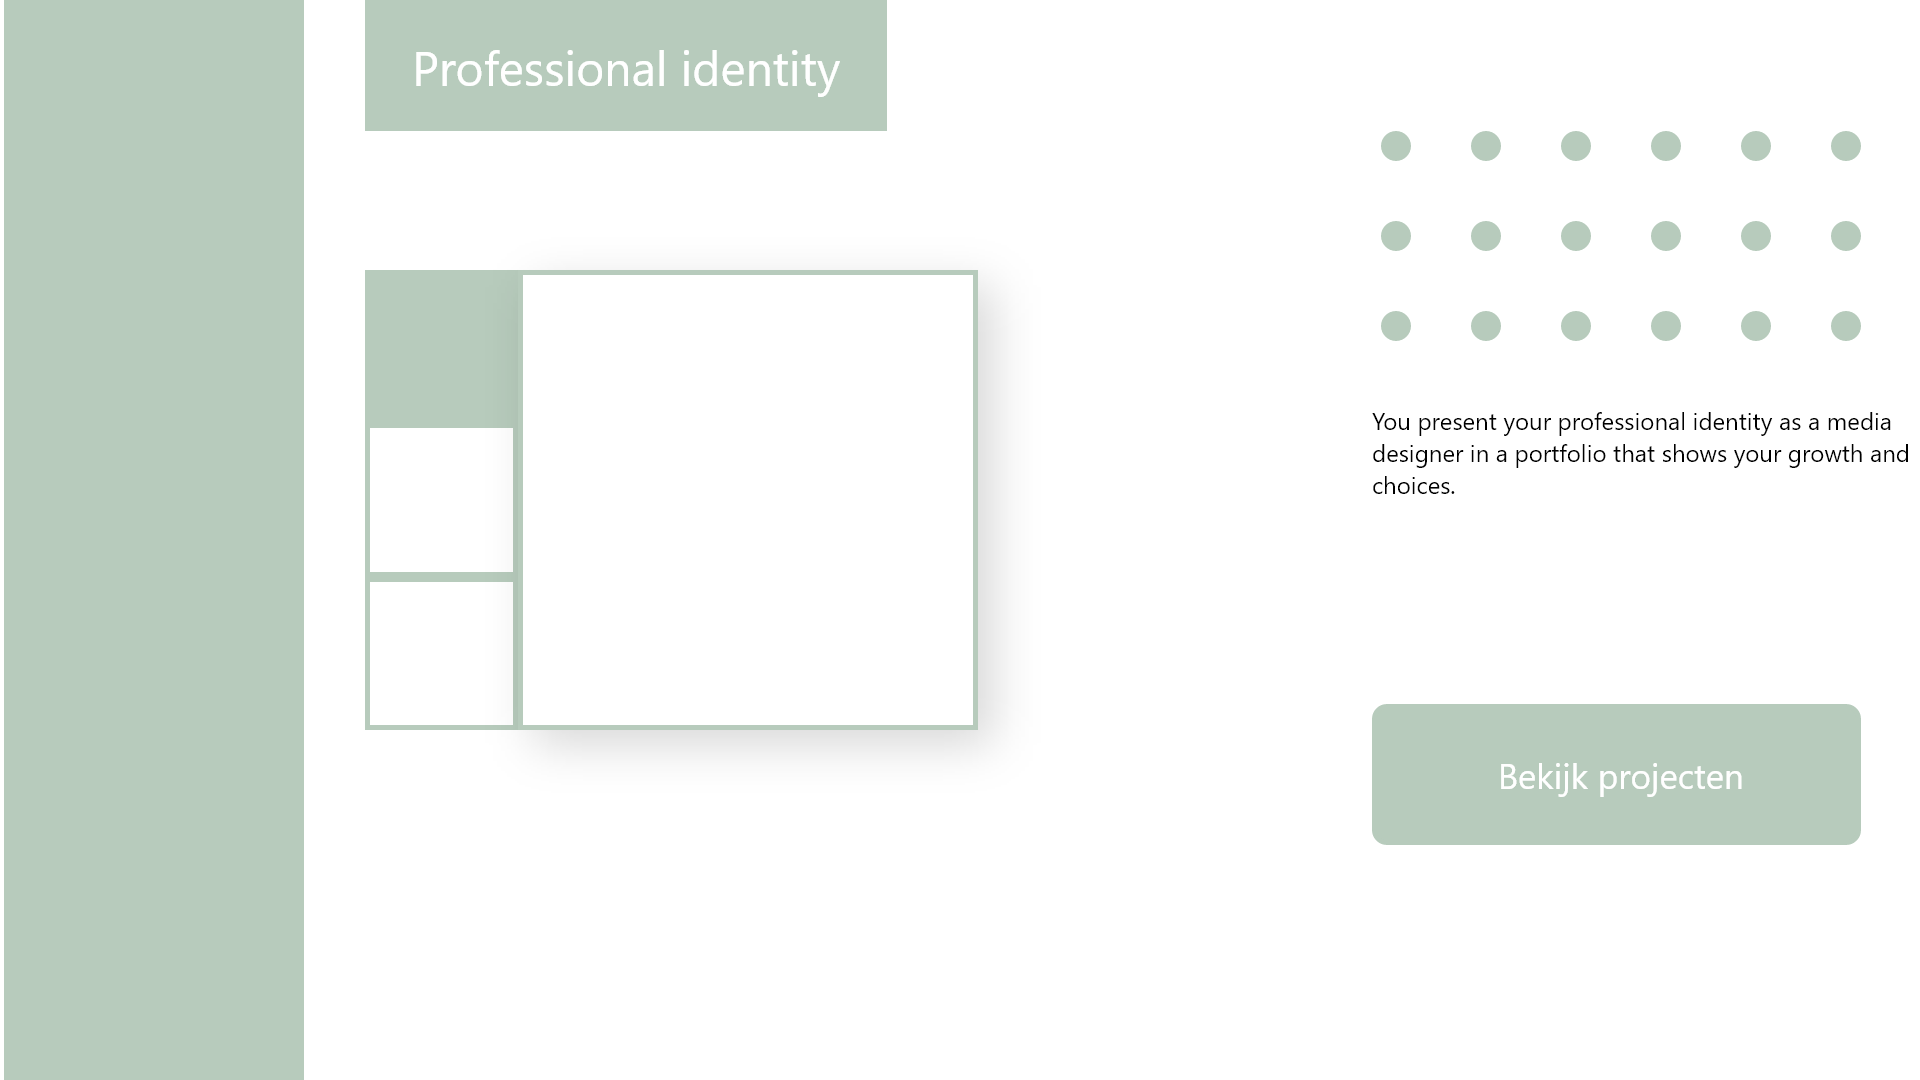 Professional identity
You present your professional identity as a media
designer in a portfolio that shows your growth and
choices.
Bekijk projecten